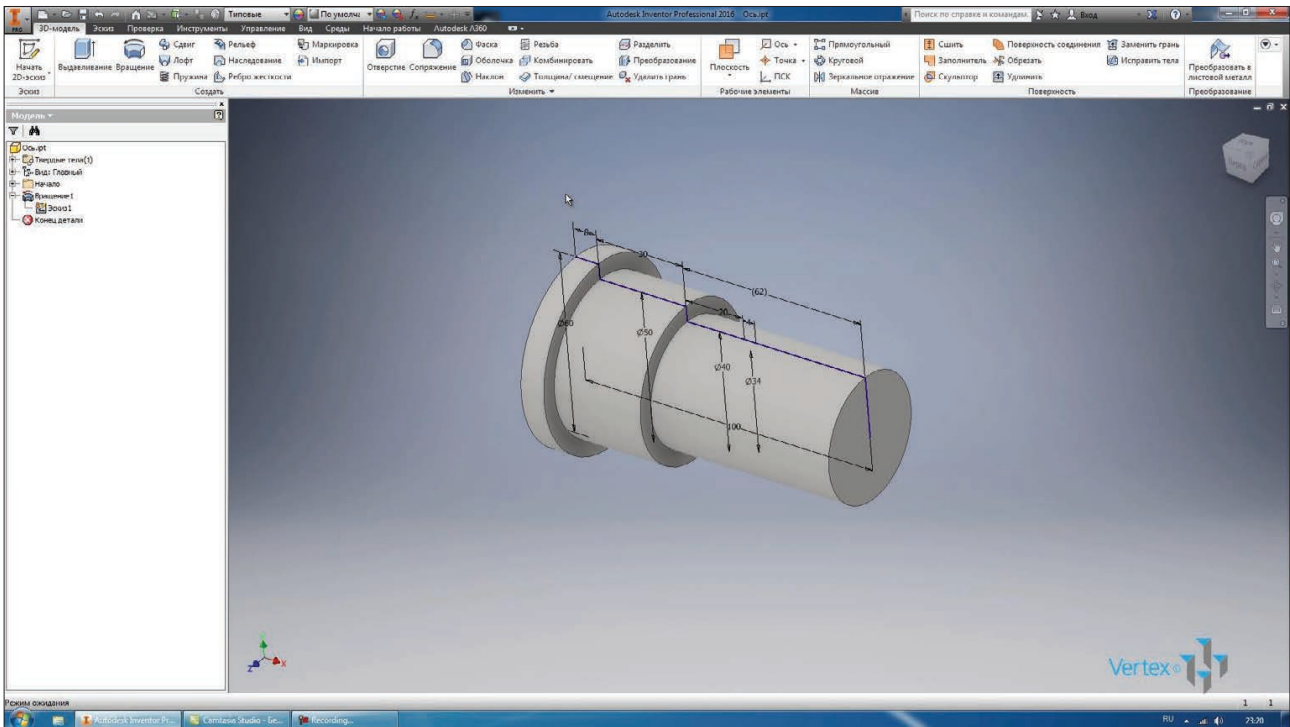 PRO
Типовые
По умолч
Autodesk Inventor Professional 2016 Ось.ipt
Поиск по справке и командам.
Вход
3D-модель Эскиз Проверка Инструменты Управление Вид Среды Начало работы Autodesk A360
Начать 2D-эскиз
Выдавливание
Вращение
Сдвиг
Лофт
Пружина
Рельеф
Наследование
Ребро жесткости
Маркировка
Импорт
Отверстие
Сопряжение
Фаска
Оболочка
Наклон
Резьба
Комбинировать
Толщина/ смещение
Разделить
Преобразование
Удалить грань
Плоскость
Ось
Точка
ПСК
Прямоугольный
Круговой
Зеркальное отражение
Сшить
Заполнитель
Скульптор
Поверхность соединения
Обрезать
Удлинить
Заменить грань
Исправить тела
Преобразовать в листовой металл
Эскиз
Создать
Изменить
Рабочие элементы
Массив
Поверхность
Преобразование
Модель
Ось.ipt
Твердые тела(1)
Вид: Главный
Начало
Вращение1
Эскиз1
Конец детали
8
30
(62)
20
4
Ø60
Ø50
Ø40
Ø34
100
Y
Z
X
Vertex
Режим ожидания
1 1
Autodesk Inventor Pr...
Camtasia Studio - Бе...
Recording...
RU
23:20